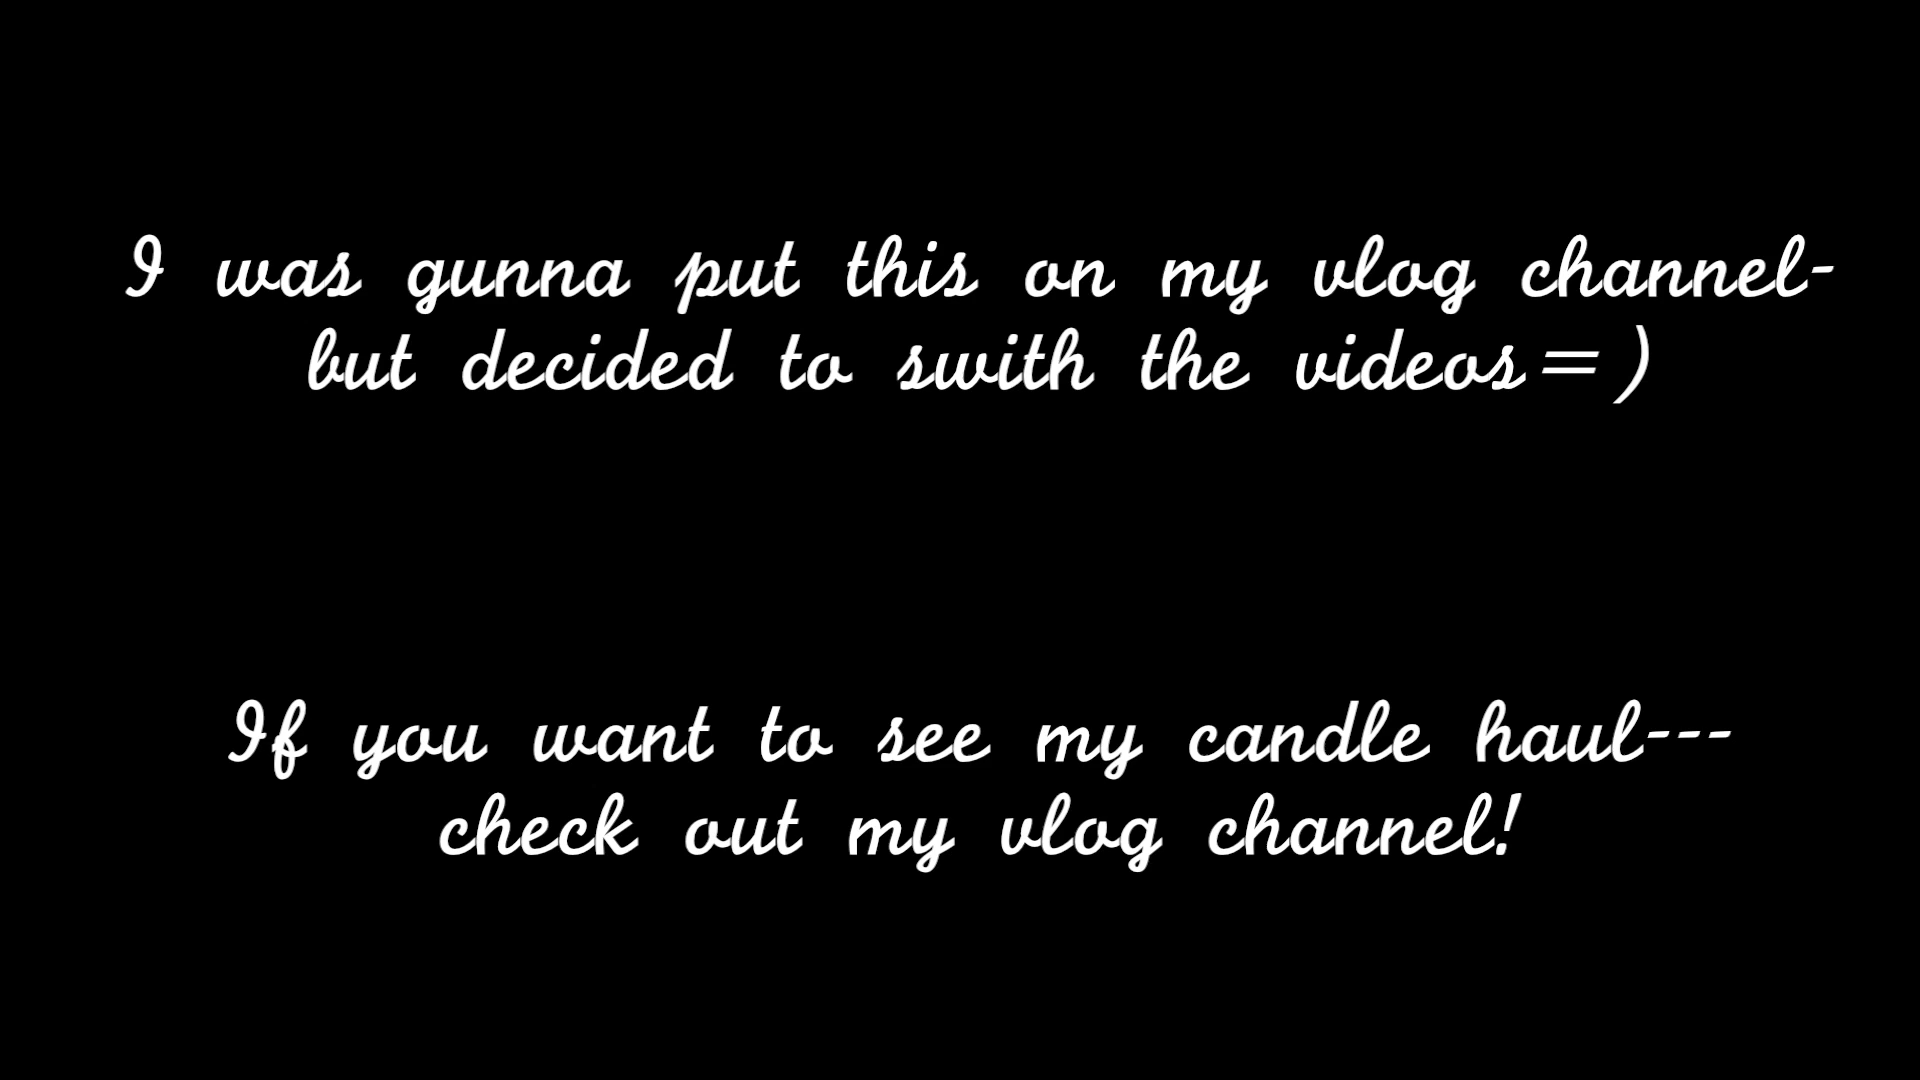 I was gunna put this on my vlog channel-
but decided to swith the videos=)
If you want to see my candle haul---
check out my vlog channel!